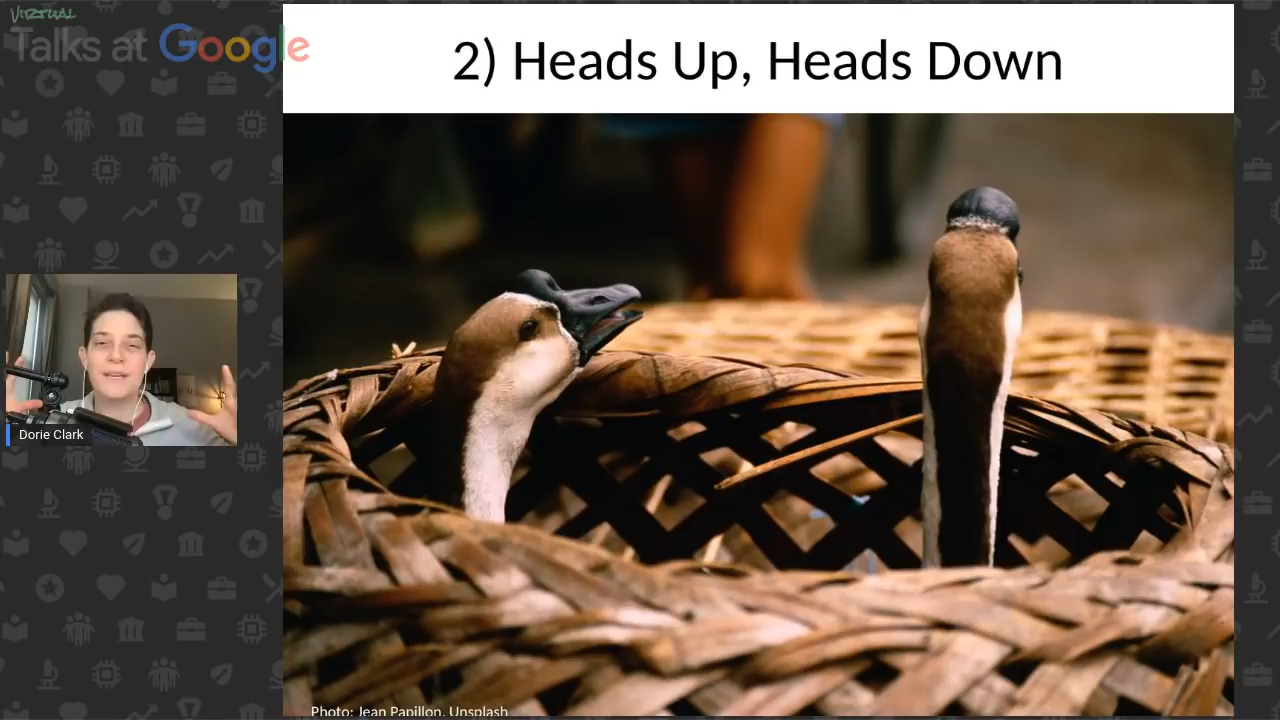 VIRTUAL
Talks at Google
2) Heads Up, Heads Down
Dorie Clark
Photo: Jean Papillon, Unsplash